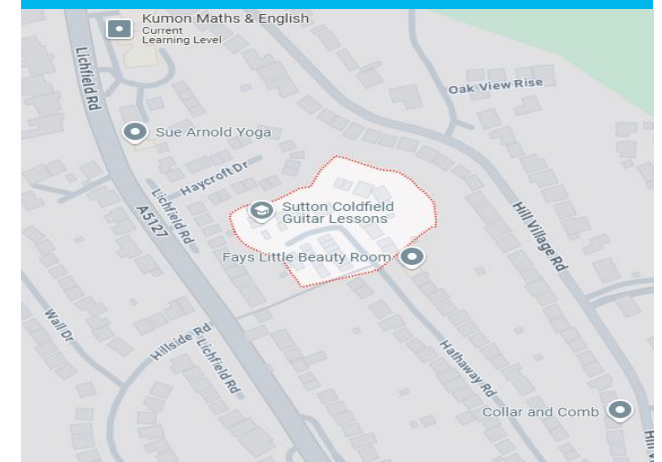 Kumon Maths & English
Current
Learning Level
Lichfield Rd
Oak View Rise
Sue Arnold Yoga
Haycroft Dr
Lichfield Rd
A5127
Sutton Coldfield
Guitar Lessons
Hill Village Rd
Fays Little Beauty Room
Wall Dr
Hillside Rd
Lichfield Rd
Hathaway Rd
Collar and Comb